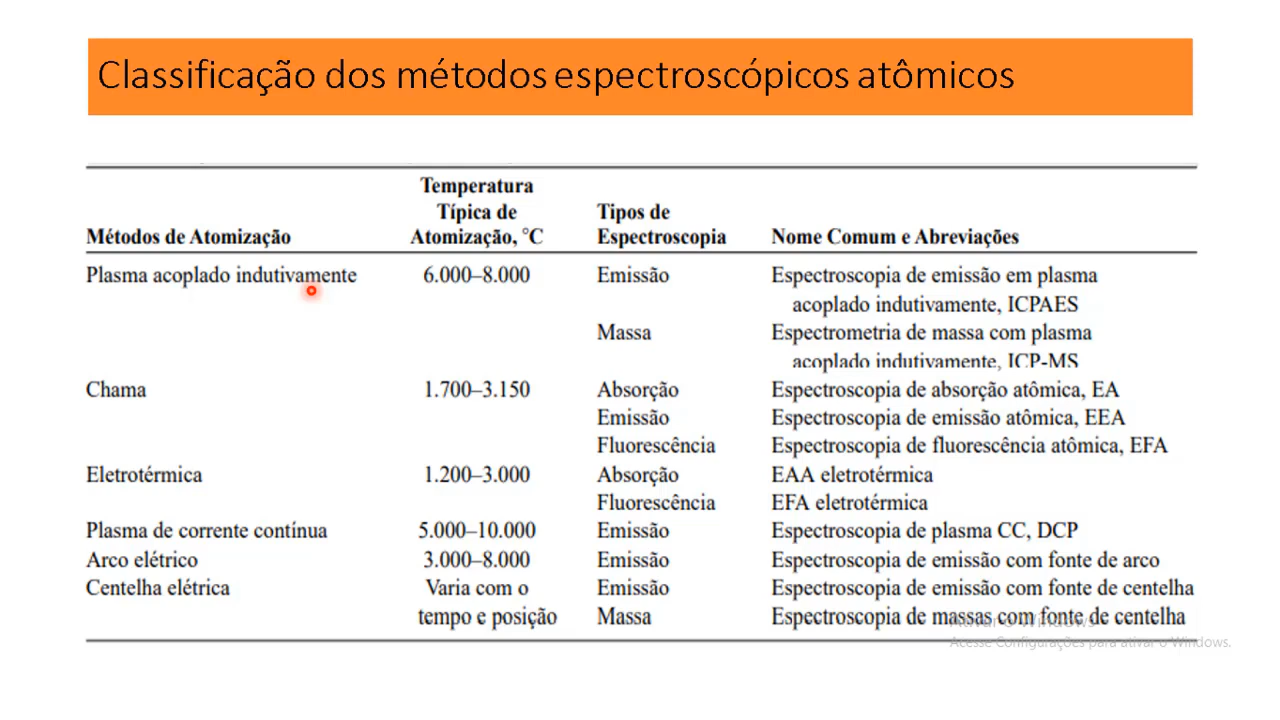 Classificação dos métodos espectroscópicos atômicos
Temperatura
Típica de Tipos de
Métodos de Atomização Atomização, °C Espectroscopia Nome Comum e Abreviações
Plasma acoplado indutivamente 6.000–8.000 Emissão Espectroscopia de emissão em plasma
acoplado indutivamente, ICPAES
Massa Espectrometria de massa com plasma
acoplado indutivamente, ICP-MS
Chama 1.700–3.150 Absorção Espectroscopia de absorção atômica, EA
Emissão Espectroscopia de emissão atômica, EEA
Fluorescência Espectroscopia de fluorescência atômica, EFA
Eletrotérmica 1.200–3.000 Absorção EAA eletrotérmica
Fluorescência EFA eletrotérmica
Plasma de corrente contínua 5.000–10.000 Emissão Espectroscopia de plasma CC, DCP
Arco elétrico 3.000–8.000 Emissão Espectroscopia de emissão com fonte de arco
Centelha elétrica Varia com o Emissão Espectroscopia de emissão com fonte de centelha
tempo e posição Massa Espectroscopia de massas com fonte de centelha
Ativar o Windows
Acesse Configurações para ativar o Windows.